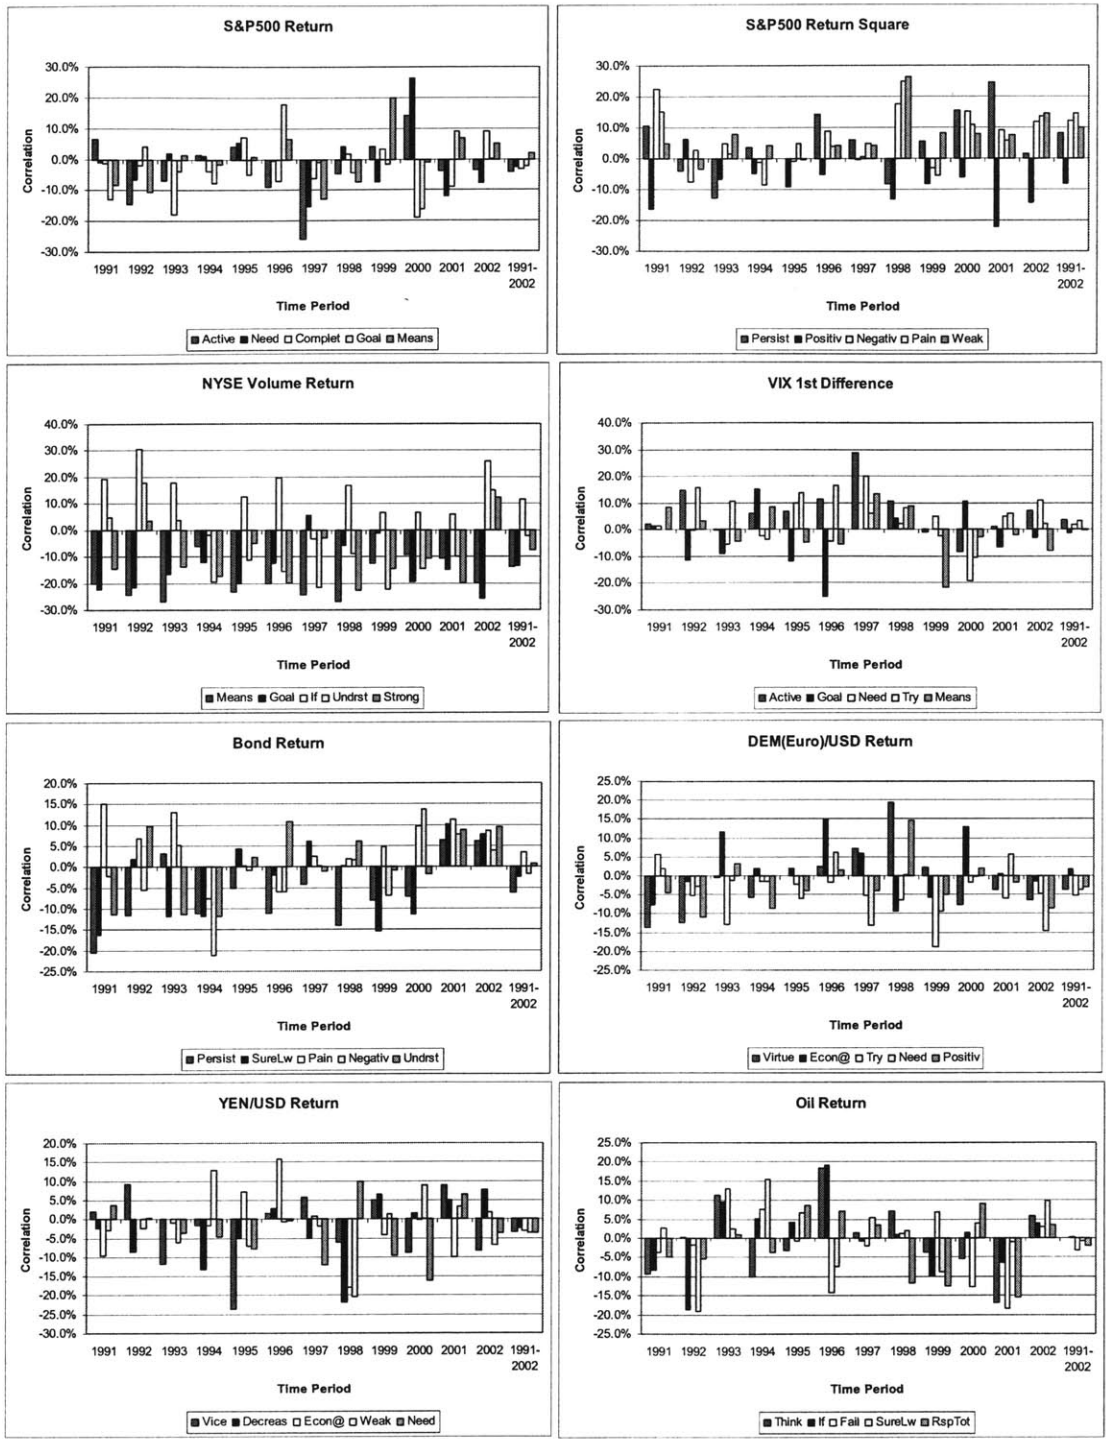 S&P500 Return
30.0%
20.0%
10.0%
0.0%
-10.0%
-20.0%
-30.0%
Correlation
1991 1992 1993 1994 1995 1996 1997 1998 1999 2000 2001 2002 1991-
2002
Time Period
Active Need Complet Goal Means
S&P500 Return Square
30.0%
20.0%
10.0%
0.0%
-10.0%
-20.0%
-30.0%
Correlation
1991 1992 1993 1994 1995 1996 1997 1998 1999 2000 2001 2002 1991-
2002
Time Period
Persist Positiv Negativ Pain Weak
NYSE Volume Return
40.0%
30.0%
20.0%
10.0%
0.0%
-10.0%
-20.0%
-30.0%
Correlation
1991 1992 1993 1994 1995 1996 1997 1998 1999 2000 2001 2002 1991-
2002
Time Period
Means Goal If Undrst Strong
VIX 1st Difference
40.0%
30.0%
20.0%
10.0%
0.0%
-10.0%
-20.0%
-30.0%
Correlation
1991 1992 1993 1994 1995 1996 1997 1998 1999 2000 2001 2002 1991-
2002
Time Period
Active Goal Need Try Means
Bond Return
20.0%
15.0%
10.0%
5.0%
0.0%
-5.0%
-10.0%
-15.0%
-20.0%
-25.0%
Correlation
1991 1992 1993 1994 1995 1996 1997 1998 1999 2000 2001 2002 1991-
2002
Time Period
Persist SureLw Pain Negativ Undrst
DEM(Euro)/USD Return
25.0%
20.0%
15.0%
10.0%
5.0%
0.0%
-5.0%
-10.0%
-15.0%
-20.0%
-25.0%
Correlation
1991 1992 1993 1994 1995 1996 1997 1998 1999 2000 2001 2002 1991-
2002
Time Period
Virtue Econ@ Try Need Positiv
YEN/USD Return
20.0%
15.0%
10.0%
5.0%
0.0%
-5.0%
-10.0%
-15.0%
-20.0%
-25.0%
-30.0%
Correlation
1991 1992 1993 1994 1995 1996 1997 1998 1999 2000 2001 2002 1991-
2002
Time Period
Vice Decreas Econ@ Weak Need
Oil Return
25.0%
20.0%
15.0%
10.0%
5.0%
0.0%
-5.0%
-10.0%
-15.0%
-20.0%
-25.0%
Correlation
1991 1992 1993 1994 1995 1996 1997 1998 1999 2000 2001 2002 1991-
2002
Time Period
Think If Fail SureLw RspTot